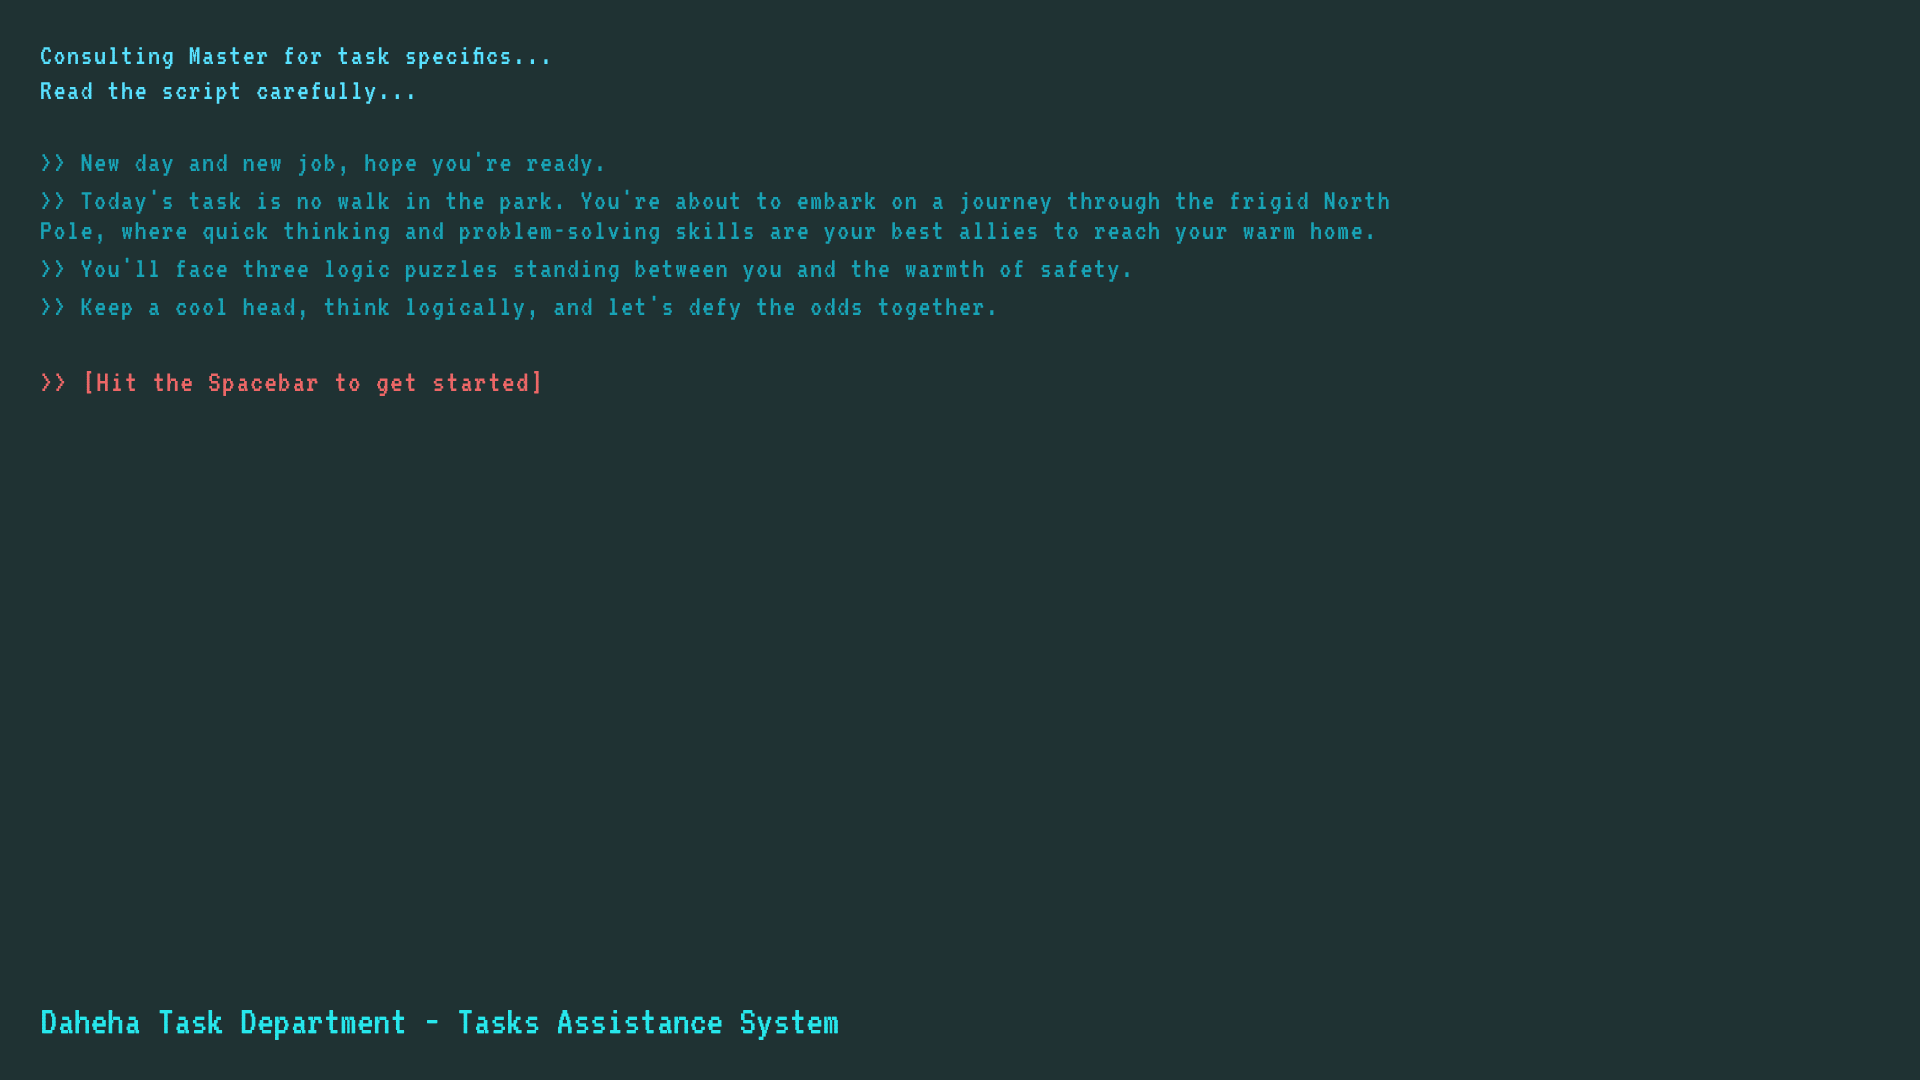 Consulting Master for task specifics...
Read the script carefully...
>> New day and new job, hope you're ready.
>> Today's task is no walk in the park. You're about to embark on a journey through the frigid North
Pole, where quick thinking and problem-solving skills are your best allies to reach your warm home.
>> You'll face three logic puzzles standing between you and the warmth of safety.
>> Keep a cool head, think logically, and let's defy the odds together.
>> [Hit the Spacebar to get started]
Daheha Task Department - Tasks Assistance System